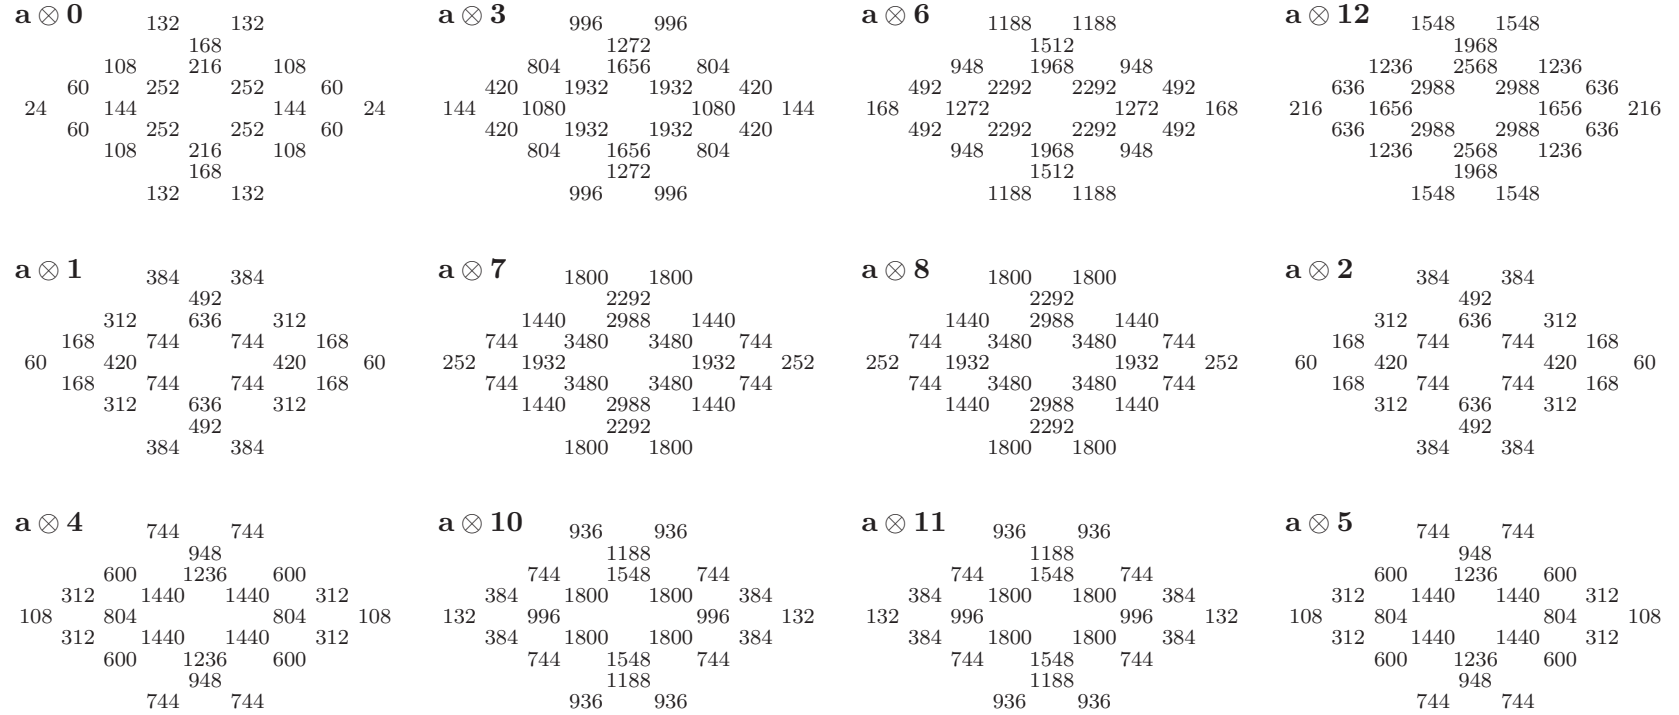 a ⊗ 0 132 132 a ⊗ 3 996 996 a ⊗ 6 1188 1188 a ⊗ 12 1548 1548
168 1272 1512 1968
108 216 108 804 1656 804 948 1968 948 1236 2568 1236
60 252 252 60 420 1932 1932 420 492 2292 2292 492 636 2988 2988 636
24 144 144 24 144 1080 1080 144 168 1272 1272 168 216 1656 1656 216
60 252 252 60 420 1932 1932 420 492 2292 2292 492 636 2988 2988 636
108 216 108 804 1656 804 948 1968 948 1236 2568 1236
168 1272 1512 1968
132 132 996 996 1188 1188 1548 1548
a ⊗ 1 384 384 a ⊗ 7 1800 1800 a ⊗ 8 1800 1800 a ⊗ 2 384 384
492 2292 2292 492
312 636 312 1440 2988 1440 1440 2988 1440 312 636 312
168 744 744 168 744 3480 3480 744 744 3480 3480 744 168 744 744 168
60 420 420 60 252 1932 1932 252 252 1932 1932 252 60 420 420 60
168 744 744 168 744 3480 3480 744 744 3480 3480 744 168 744 744 168
312 636 312 1440 2988 1440 1440 2988 1440 312 636 312
492 2292 2292 492
384 384 1800 1800 1800 1800 384 384
a ⊗ 4 744 744 a ⊗ 10 936 936 a ⊗ 11 936 936 a ⊗ 5 744 744
948 1188 1188 948
600 1236 600 744 1548 744 744 1548 744 600 1236 600
312 1440 1440 312 384 1800 1800 384 384 1800 1800 384 312 1440 1440 312
108 804 804 108 132 996 996 132 132 996 996 132 108 804 804 108
312 1440 1440 312 384 1800 1800 384 384 1800 1800 384 312 1440 1440 312
600 1236 600 744 1548 744 744 1548 744 600 1236 600
948 1188 1188 948
744 744 936 936 936 936 744 744